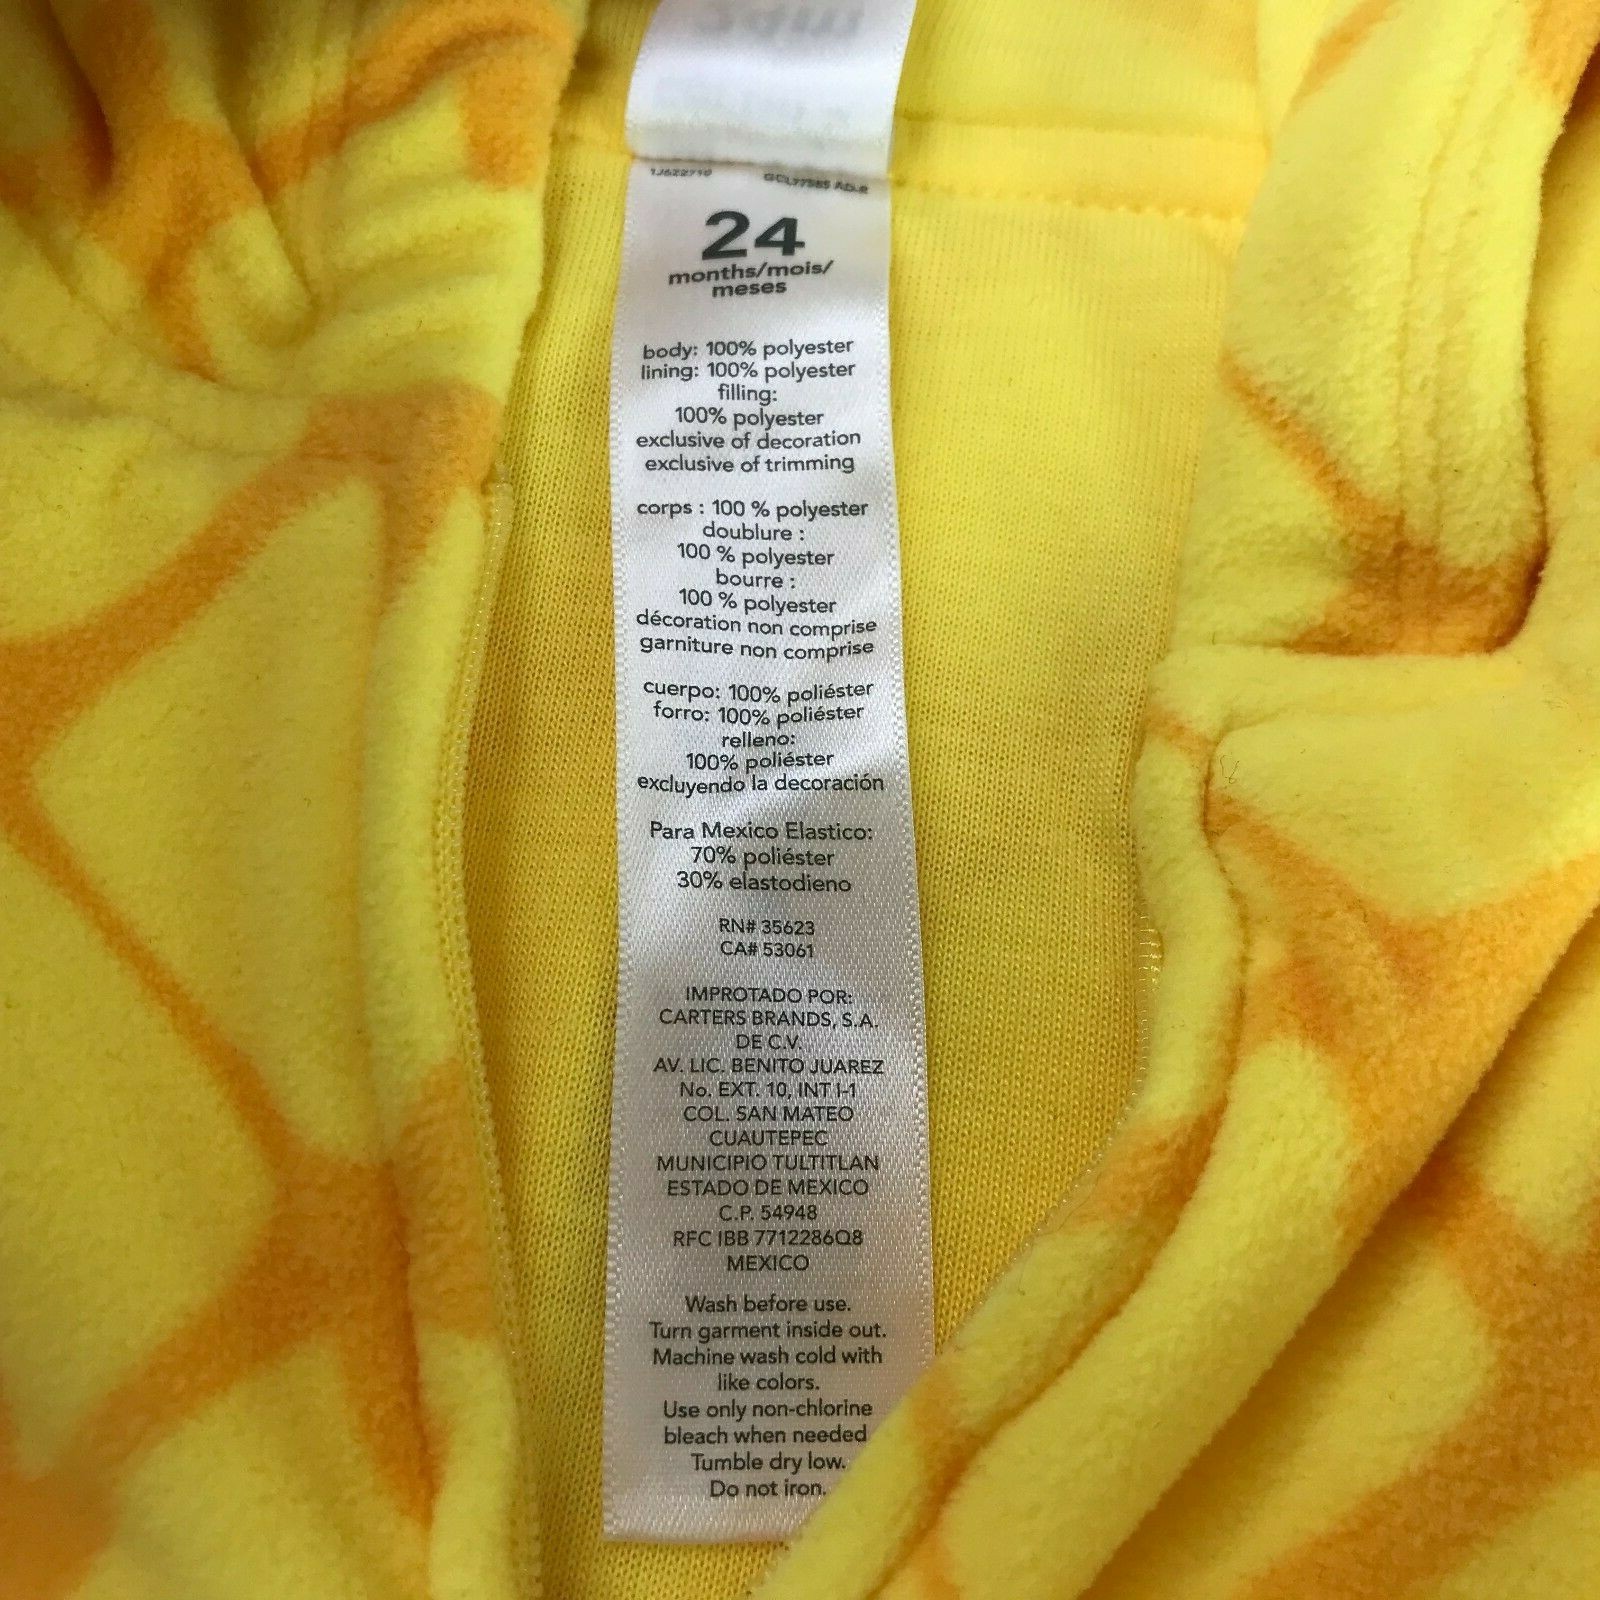 1J622710 GCL77585 AD-R
24
months/mois/
meses
body: 100% polyester
lining: 100% polyester
filling:
100% polyester
exclusive of decoration
exclusive of trimming
corps : 100 % polyester
doublure :
100 % polyester
bourre :
100 % polyester
décoration non comprise
garniture non comprise
cuerpo: 100% poliéster
forro: 100% poliéster
relleno:
100% poliéster
excluyendo la decoración
Para Mexico Elastico:
70% poliéster
30% elastodieno
RN# 35623
CA# 53061
IMPROTADO POR:
CARTERS BRANDS, S.A.
DE C.V.
AV. LIC. BENITO JUAREZ
No. EXT. 10, INT I-1
COL. SAN MATEO
CUAUTEPEC
MUNICIPIO TULTITLAN
ESTADO DE MEXICO
C.P. 54948
RFC IBB 7712286Q8
MEXICO
Wash before use.
Turn garment inside out.
Machine wash cold with
like colors.
Use only non-chlorine
bleach when needed
Tumble dry low.
Do not iron.